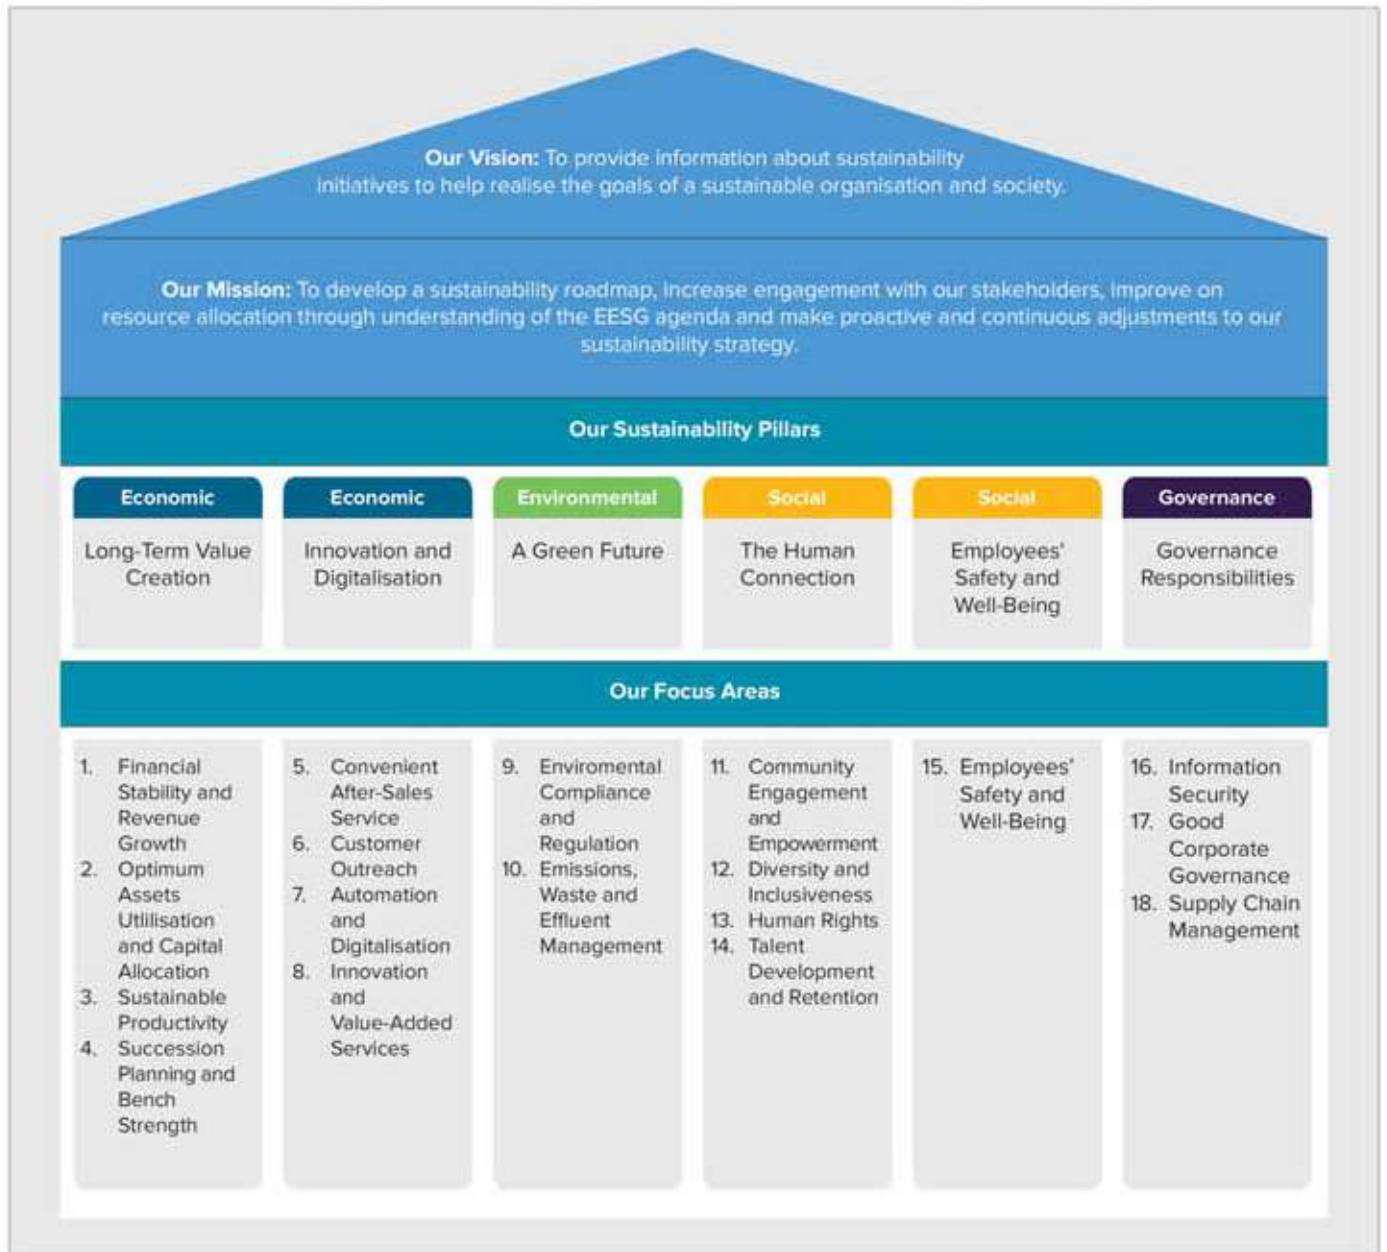 Our Vision: To provide information about sustainability
initiatives to help realise the goals of a sustainable organisation and society.
Our Mission: To develop a sustainability roadmap, increase engagement with our stakeholders, improve on
resource allocation through understanding of the EESG agenda and make proactive and continuous adjustments to our
sustainability strategy.
Our Sustainability Pillars
Economic
Long-Term Value
Creation
Economic
Innovation and
Digitalisation
Environmental
A Green Future
Social
The Human
Connection
Social
Employees'
Safety and
Well-Being
Governance
Governance
Responsibilities
Our Focus Areas
1. Financial
Stability and
Revenue
Growth
2. Optimum
Assets
Utlilisation
and Capital
Allocation
3. Sustainable
Productivity
4. Succession
Planning and
Bench
Strength
5. Convenient
After-Sales
Service
6. Customer
Outreach
7. Automation
and
Digitalisation
8. Innovation
and
Value-Added
Services
9. Enviromental
Compliance
and
Regulation
10. Emissions,
Waste and
Effluent
Management
11. Community
Engagement
and
Empowerment
12. Diversity and
Inclusiveness
13. Human Rights
14. Talent
Development
and Retention
15. Employees'
Safety and
Well-Being
16. Information
Security
17. Good
Corporate
Governance
18. Supply Chain
Management